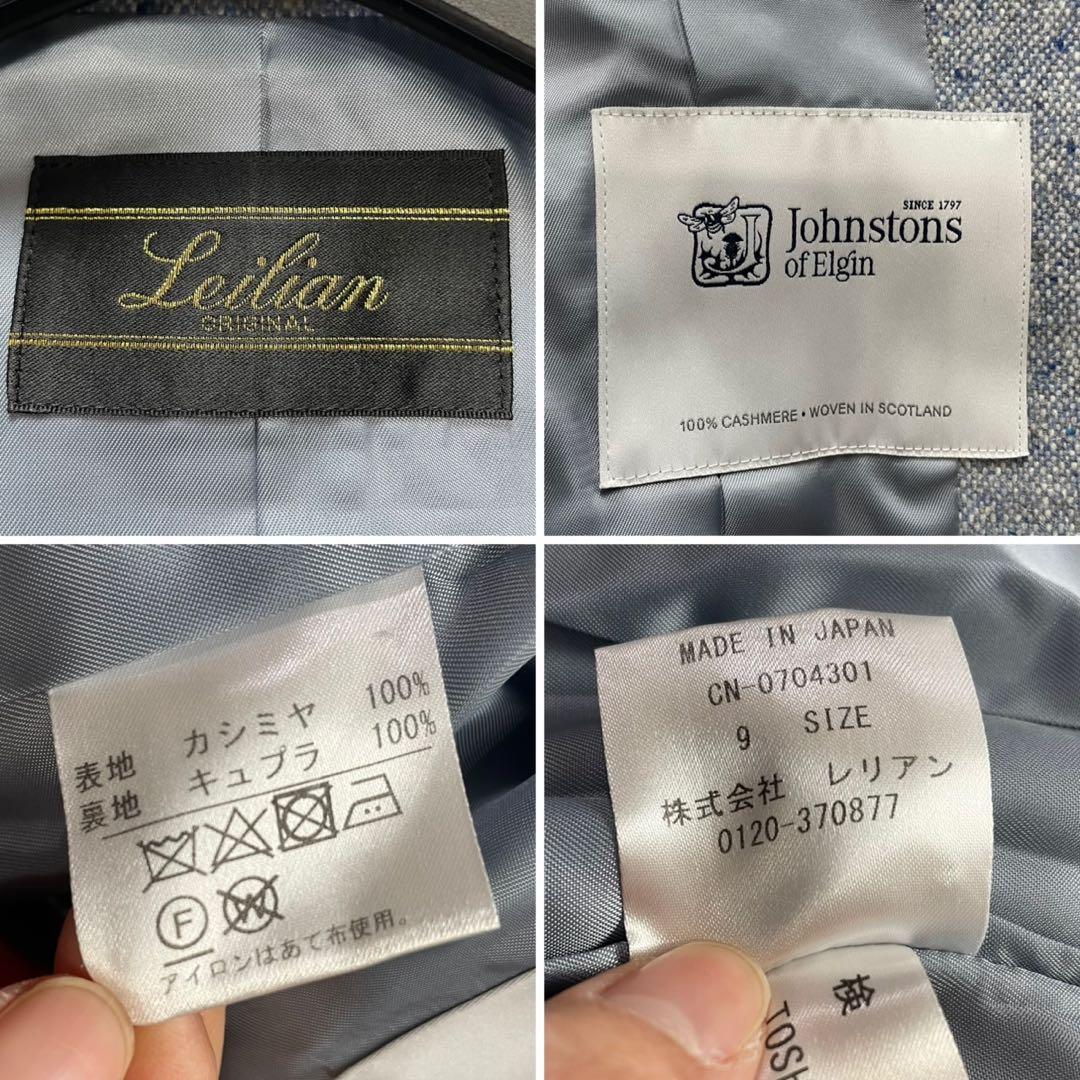 Leilian
ORIGINAL
SINCE 1797
Johnstons
of Elgin
100% CASHMERE • WOVEN IN SCOTLAND
表地 カシミヤ 100%
裏地 キュプラ 100%
F
W
アイロンはあて布使用。
MADE IN JAPAN
CN-0704301
9 SIZE
株式会社 レリアン
0120-370877
検
TOSH